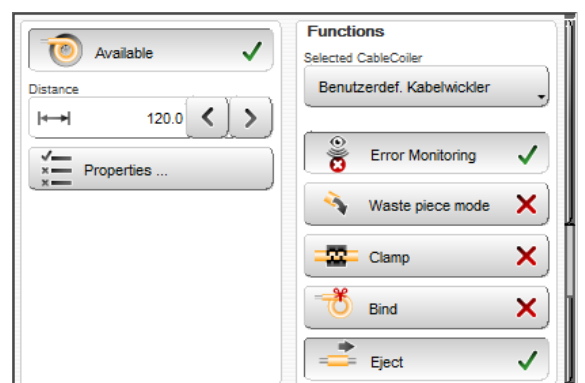 Available
Distance
120.0
Properties ...
Functions
Selected CableCoiler
Benutzerdef. Kabelwickler
Error Monitoring
Waste piece mode
Clamp
Bind
Eject